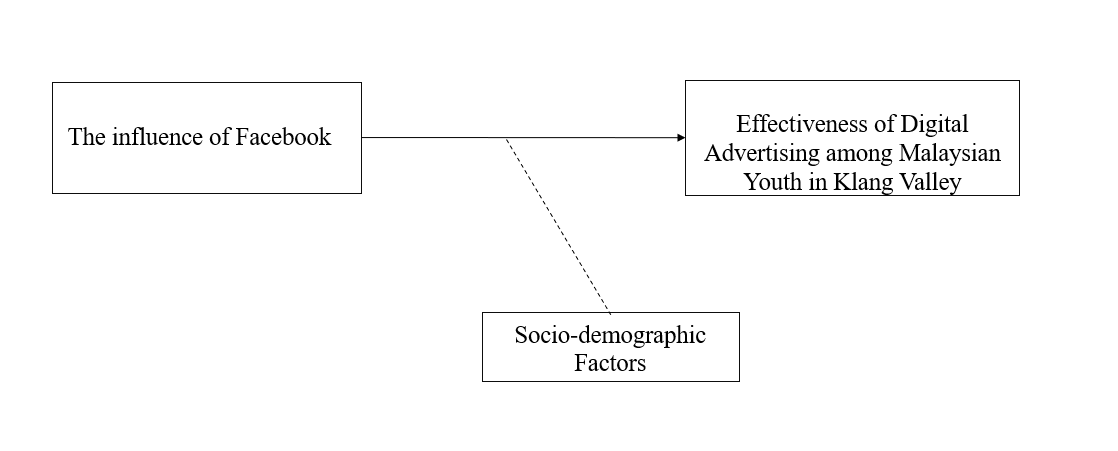 The influence of Facebook
Effectiveness of Digital
Advertising among Malaysian
Youth in Klang Valley
Socio-demographic
Factors